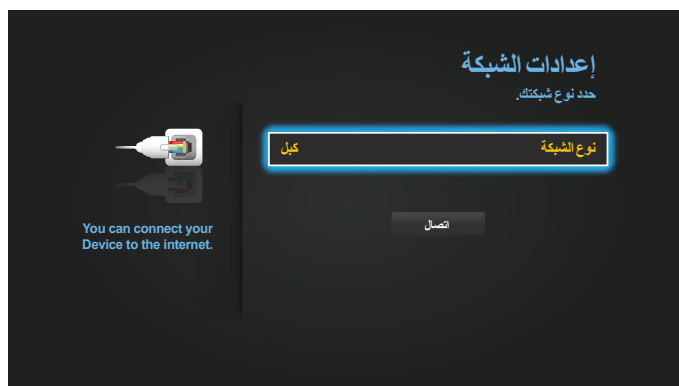 إعدادات الشبكة
حدد نوع شبكتك.
نوع الشبكة كبل
اتصال
You can connect your
Device to the internet.